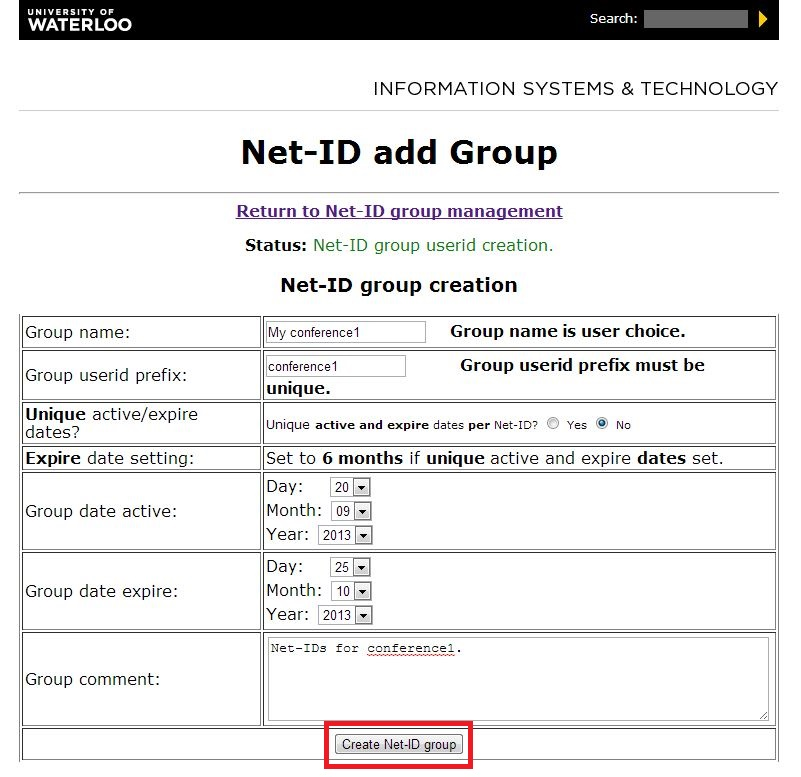 UNIVERSITY OF
WATERLOO
Search:
INFORMATION SYSTEMS & TECHNOLOGY
Net-ID add Group
Return to Net-ID group management
Status: Net-ID group userid creation.
Net-ID group creation
Group name: My conference1 Group name is user choice.
Group userid prefix: conference1 Group userid prefix must be
unique.
Unique active/expire
dates?
Unique active and expire dates per Net-ID? Yes No
Expire date setting: Set to 6 months if unique active and expire dates set.
Group date active:
Day: 20
Month: 09
Year: 2013
Group date expire:
Day: 25
Month: 10
Year: 2013
Group comment:
Net-IDs for conference1.
Create Net-ID group